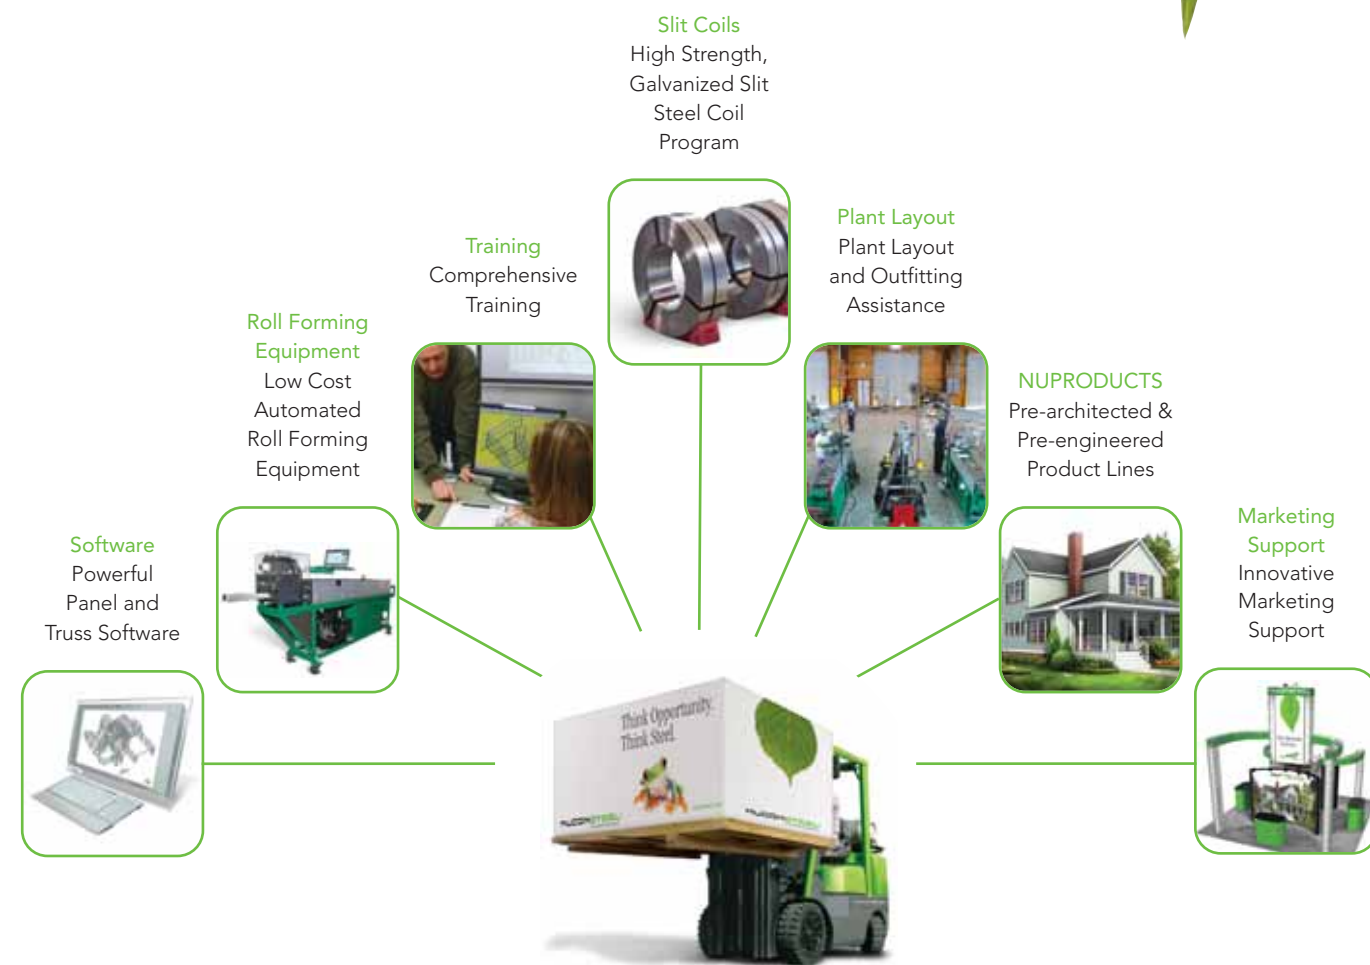 Slit Coils
High Strength,
Galvanized Slit
Steel Coil
Program
Plant Layout
Plant Layout
and Outfitting
Assistance
Training
Comprehensive
Training
Roll Forming
Equipment
Low Cost
Automated
Roll Forming
Equipment
NUPRODUCTS
Pre-architected &
Pre-engineered
Product Lines
Software
Powerful
Panel and
Truss Software
Marketing
Support
Innovative
Marketing
Support
Think Opportunity.
Think Steel.
NUCONSTEEL
NUCONSTEEL